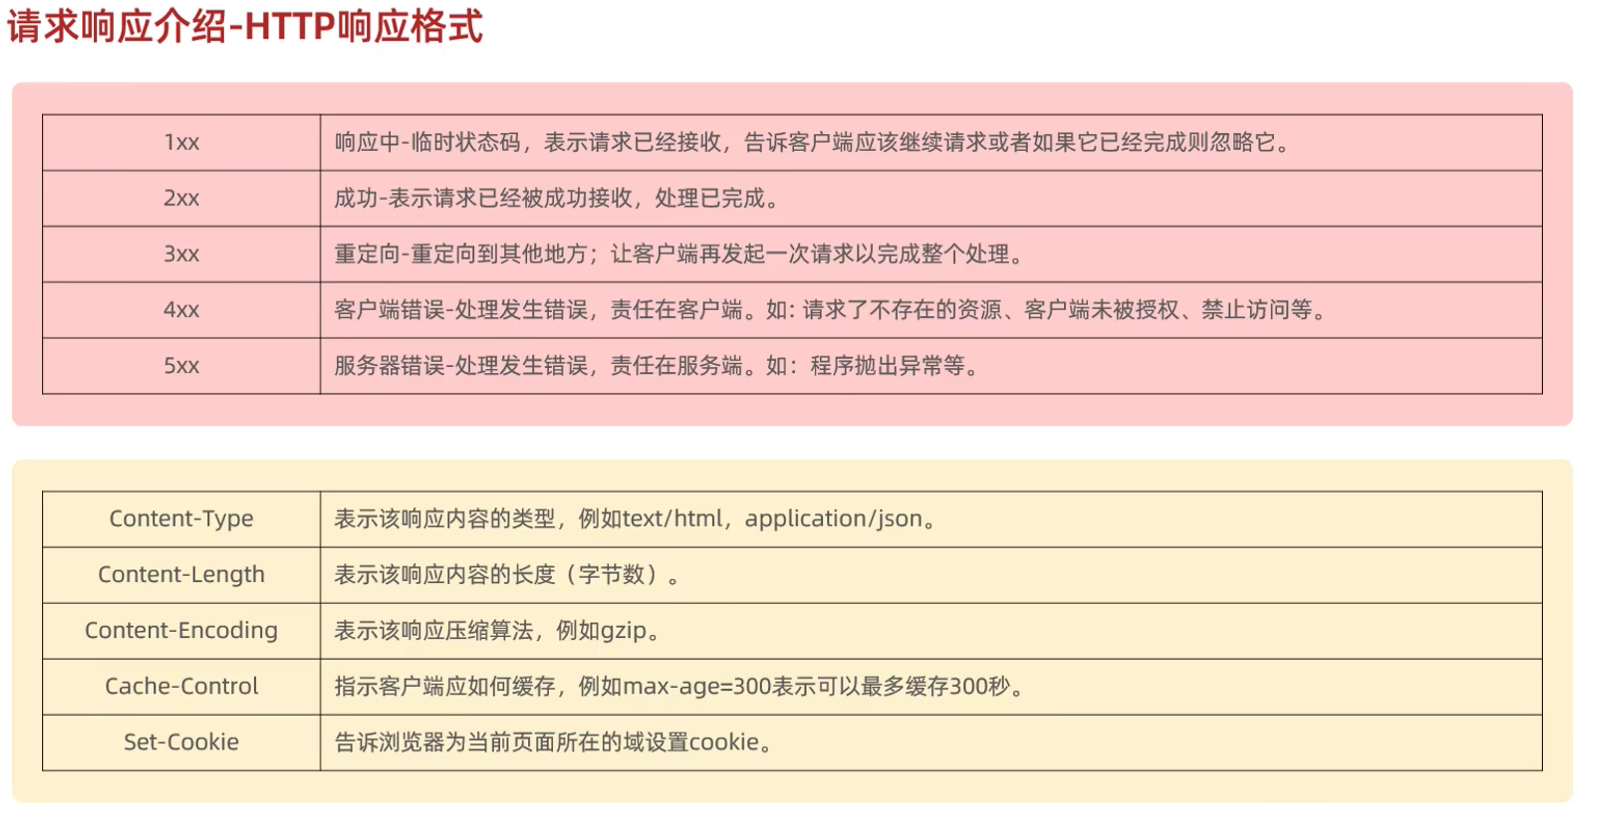 请求响应介绍-HTTP响应格式
1xx 响应中-临时状态码，表示请求已经接收，告诉客户端应该继续请求或者如果它已经完成则忽略它。
2xx 成功-表示请求已经被成功接收，处理已完成。
3xx 重定向-重定向到其他地方；让客户端再发起一次请求以完成整个处理。
4xx 客户端错误-处理发生错误，责任在客户端。如: 请求了不存在的资源、客户端未被授权、禁止访问等。
5xx 服务器错误-处理发生错误，责任在服务端。如：程序抛出异常等。
Content-Type 表示该响应内容的类型，例如text/html，application/json。
Content-Length 表示该响应内容的长度（字节数）。
Content-Encoding 表示该响应压缩算法，例如gzip。
Cache-Control 指示客户端应如何缓存，例如max-age=300表示可以最多缓存300秒。
Set-Cookie 告诉浏览器为当前页面所在的域设置cookie。